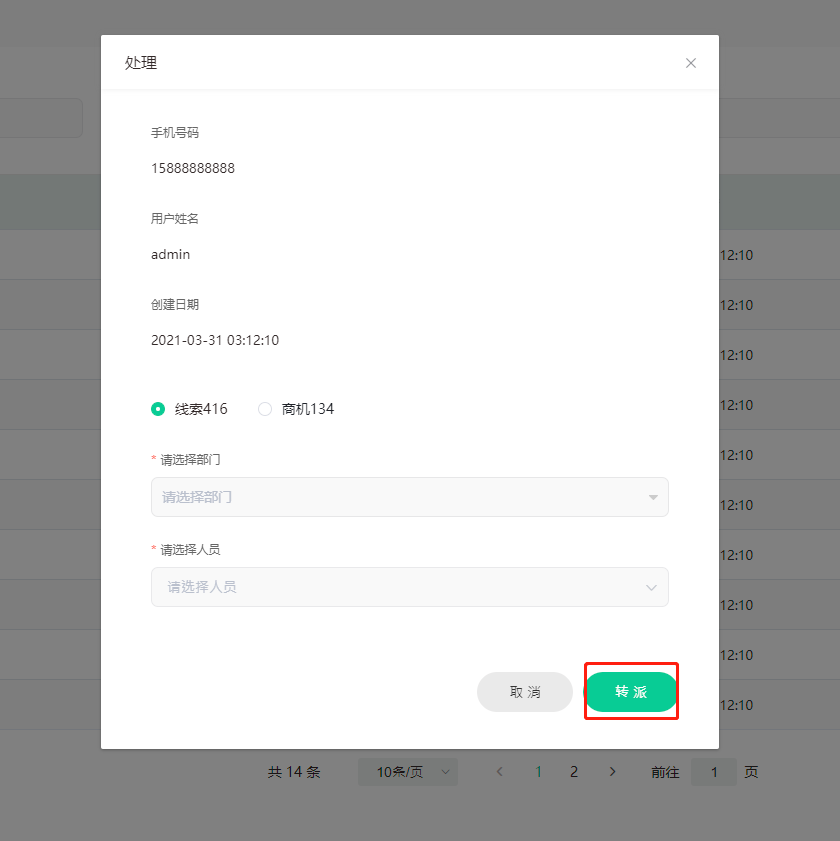 处理
手机号码
15888888888
用户姓名
admin
12:10
创建日期
12:10
2021-03-31 03:12:10
12:10
线索416 商机134
12:10
* 请选择部门
12:10
请选择部门
12:10
* 请选择人员
12:10
请选择人员
12:10
12:10
取 消 转 派
12:10
共 14 条 10条/页 1 2 前往 1 页